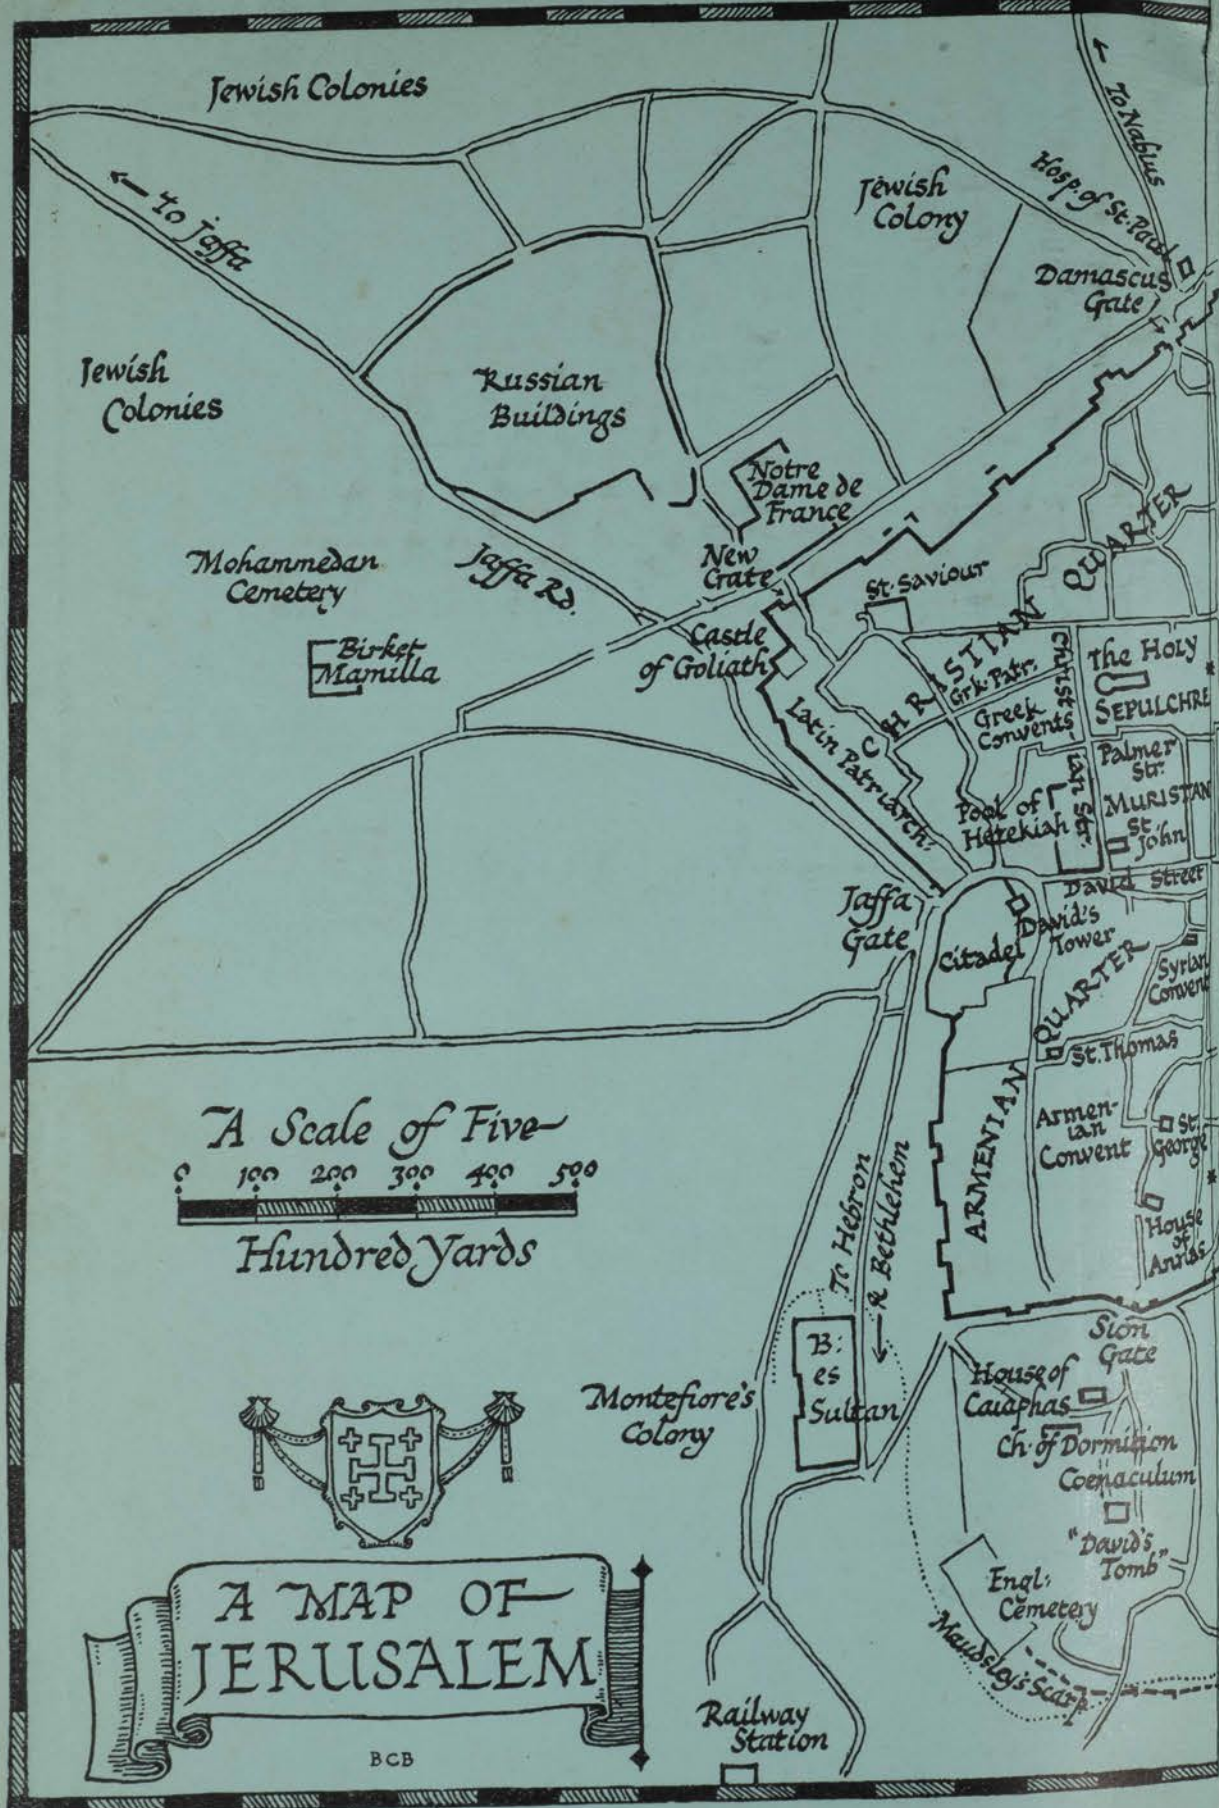 Jewish Colonies
To Nablus
To Jaffa
Hosp. of St. Paul
Jewish
Colony
Damascus
Gate
Jewish
Colonies
Russian
Buildings
Notre
Dame de
France
CHRISTIAN QUARTER
Mohammedan
Cemetery
Jaffa Rd.
New
Gate
St. Saviour
Birket
Mamilla
Castle
of Goliath
Grk. Patr.
Christian Str.
The Holy
SEPULCHRE
*
Greek
Convents
Latin Patriarch:
Palmer
Str.
MURISTAN
Pool of
Hezekiah
St
John
David Street
Jaffa
Gate
David's
Tower
Citadel
Syrian
Convent
ARMENIAN QUARTER
St. Thomas
A Scale of Five
0 100 200 300 400 500
Hundred Yards
Armen-
ian
Convent
St.
George
*
House
of
Annas
To Hebron
& Bethlehem
Sion
Gate
B:
es
Sultan
House of
Caiaphas
Montefiore's
Colony
Ch. of Dormition
Coenaculum
"David's
Tomb"
Engl:
Cemetery
Maudsley's Scarp
A MAP OF
JERUSALEM
BCB
Railway
Station